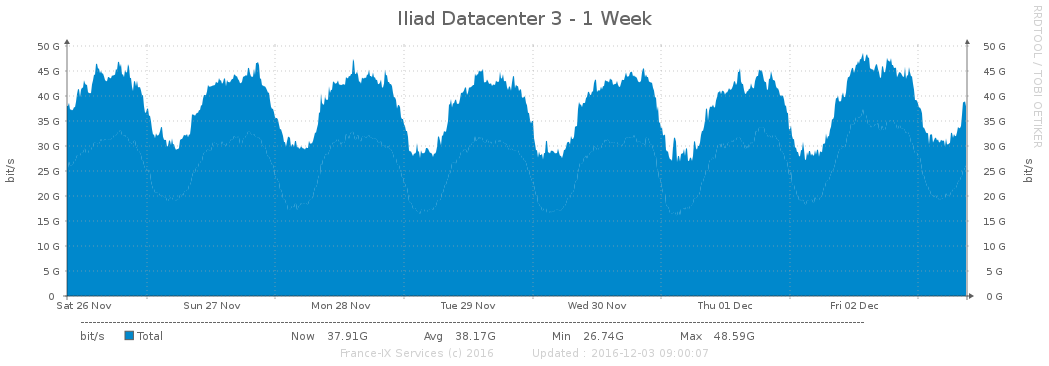 Iliad Datacenter 3 - 1 Week
RRDTOOL / TOBI OETIKER
bit/s
50 G
45 G
40 G
35 G
30 G
25 G
20 G
15 G
10 G
5 G
0
50 G
45 G
40 G
35 G
30 G
25 G
20 G
15 G
10 G
5 G
0 G
bit/s
Sat 26 Nov Sun 27 Nov Mon 28 Nov Tue 29 Nov Wed 30 Nov Thu 01 Dec Fri 02 Dec
bit/s Total Now 37.91G Avg 38.17G Min 26.74G Max 48.59G
France-IX Services (c) 2016 Updated : 2016-12-03 09:00:07